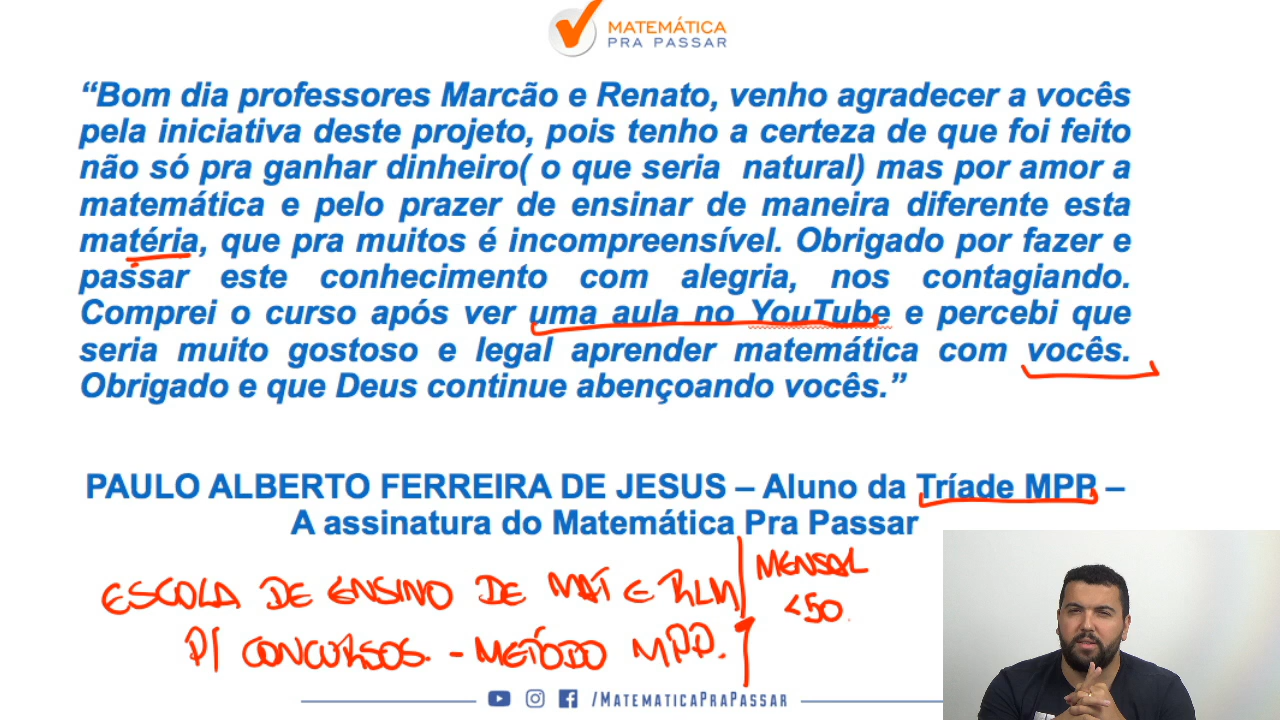 MATEMÁTICA
PRA PASSAR
“Bom dia professores Marcão e Renato, venho agradecer a vocês
pela iniciativa deste projeto, pois tenho a certeza de que foi feito
não só pra ganhar dinheiro( o que seria natural) mas por amor a
matemática e pelo prazer de ensinar de maneira diferente esta
matéria, que pra muitos é incompreensível. Obrigado por fazer e
passar este conhecimento com alegria, nos contagiando.
Comprei o curso após ver uma aula no YouTube e percebi que
seria muito gostoso e legal aprender matemática com vocês.
Obrigado e que Deus continue abençoando vocês.”
PAULO ALBERTO FERREIRA DE JESUS – Aluno da Tríade MPP –
A assinatura do Matemática Pra Passar
ESCOLA DE ENSINO DE MAT E RLM
P/ CONCURSOS - METÓDO MPP.
MENSAL
<50
/MATEMATICAPRAPASSAR